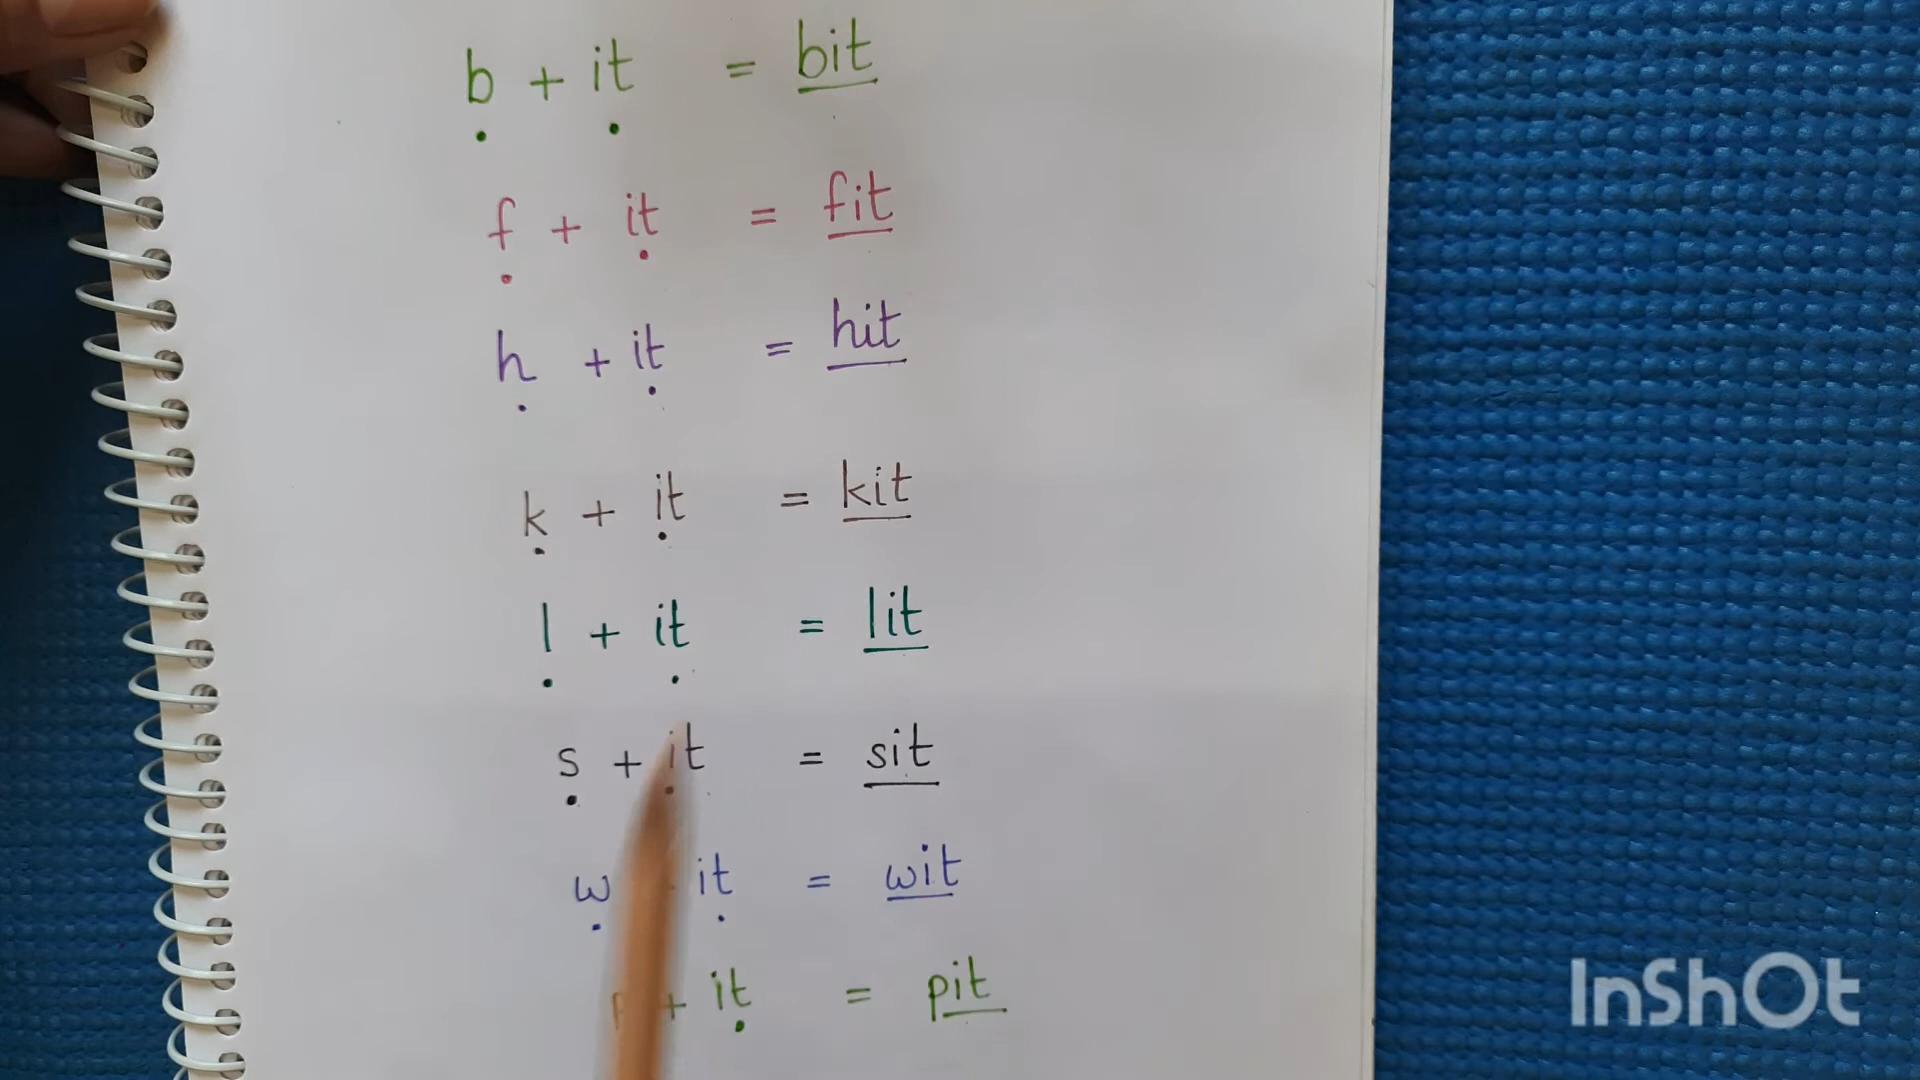 b + it = bit
f + it = fit
h + it = hit
k + it = kit
l + it = lit
s + it = sit
w it = wit
+ it = pit
InShOt